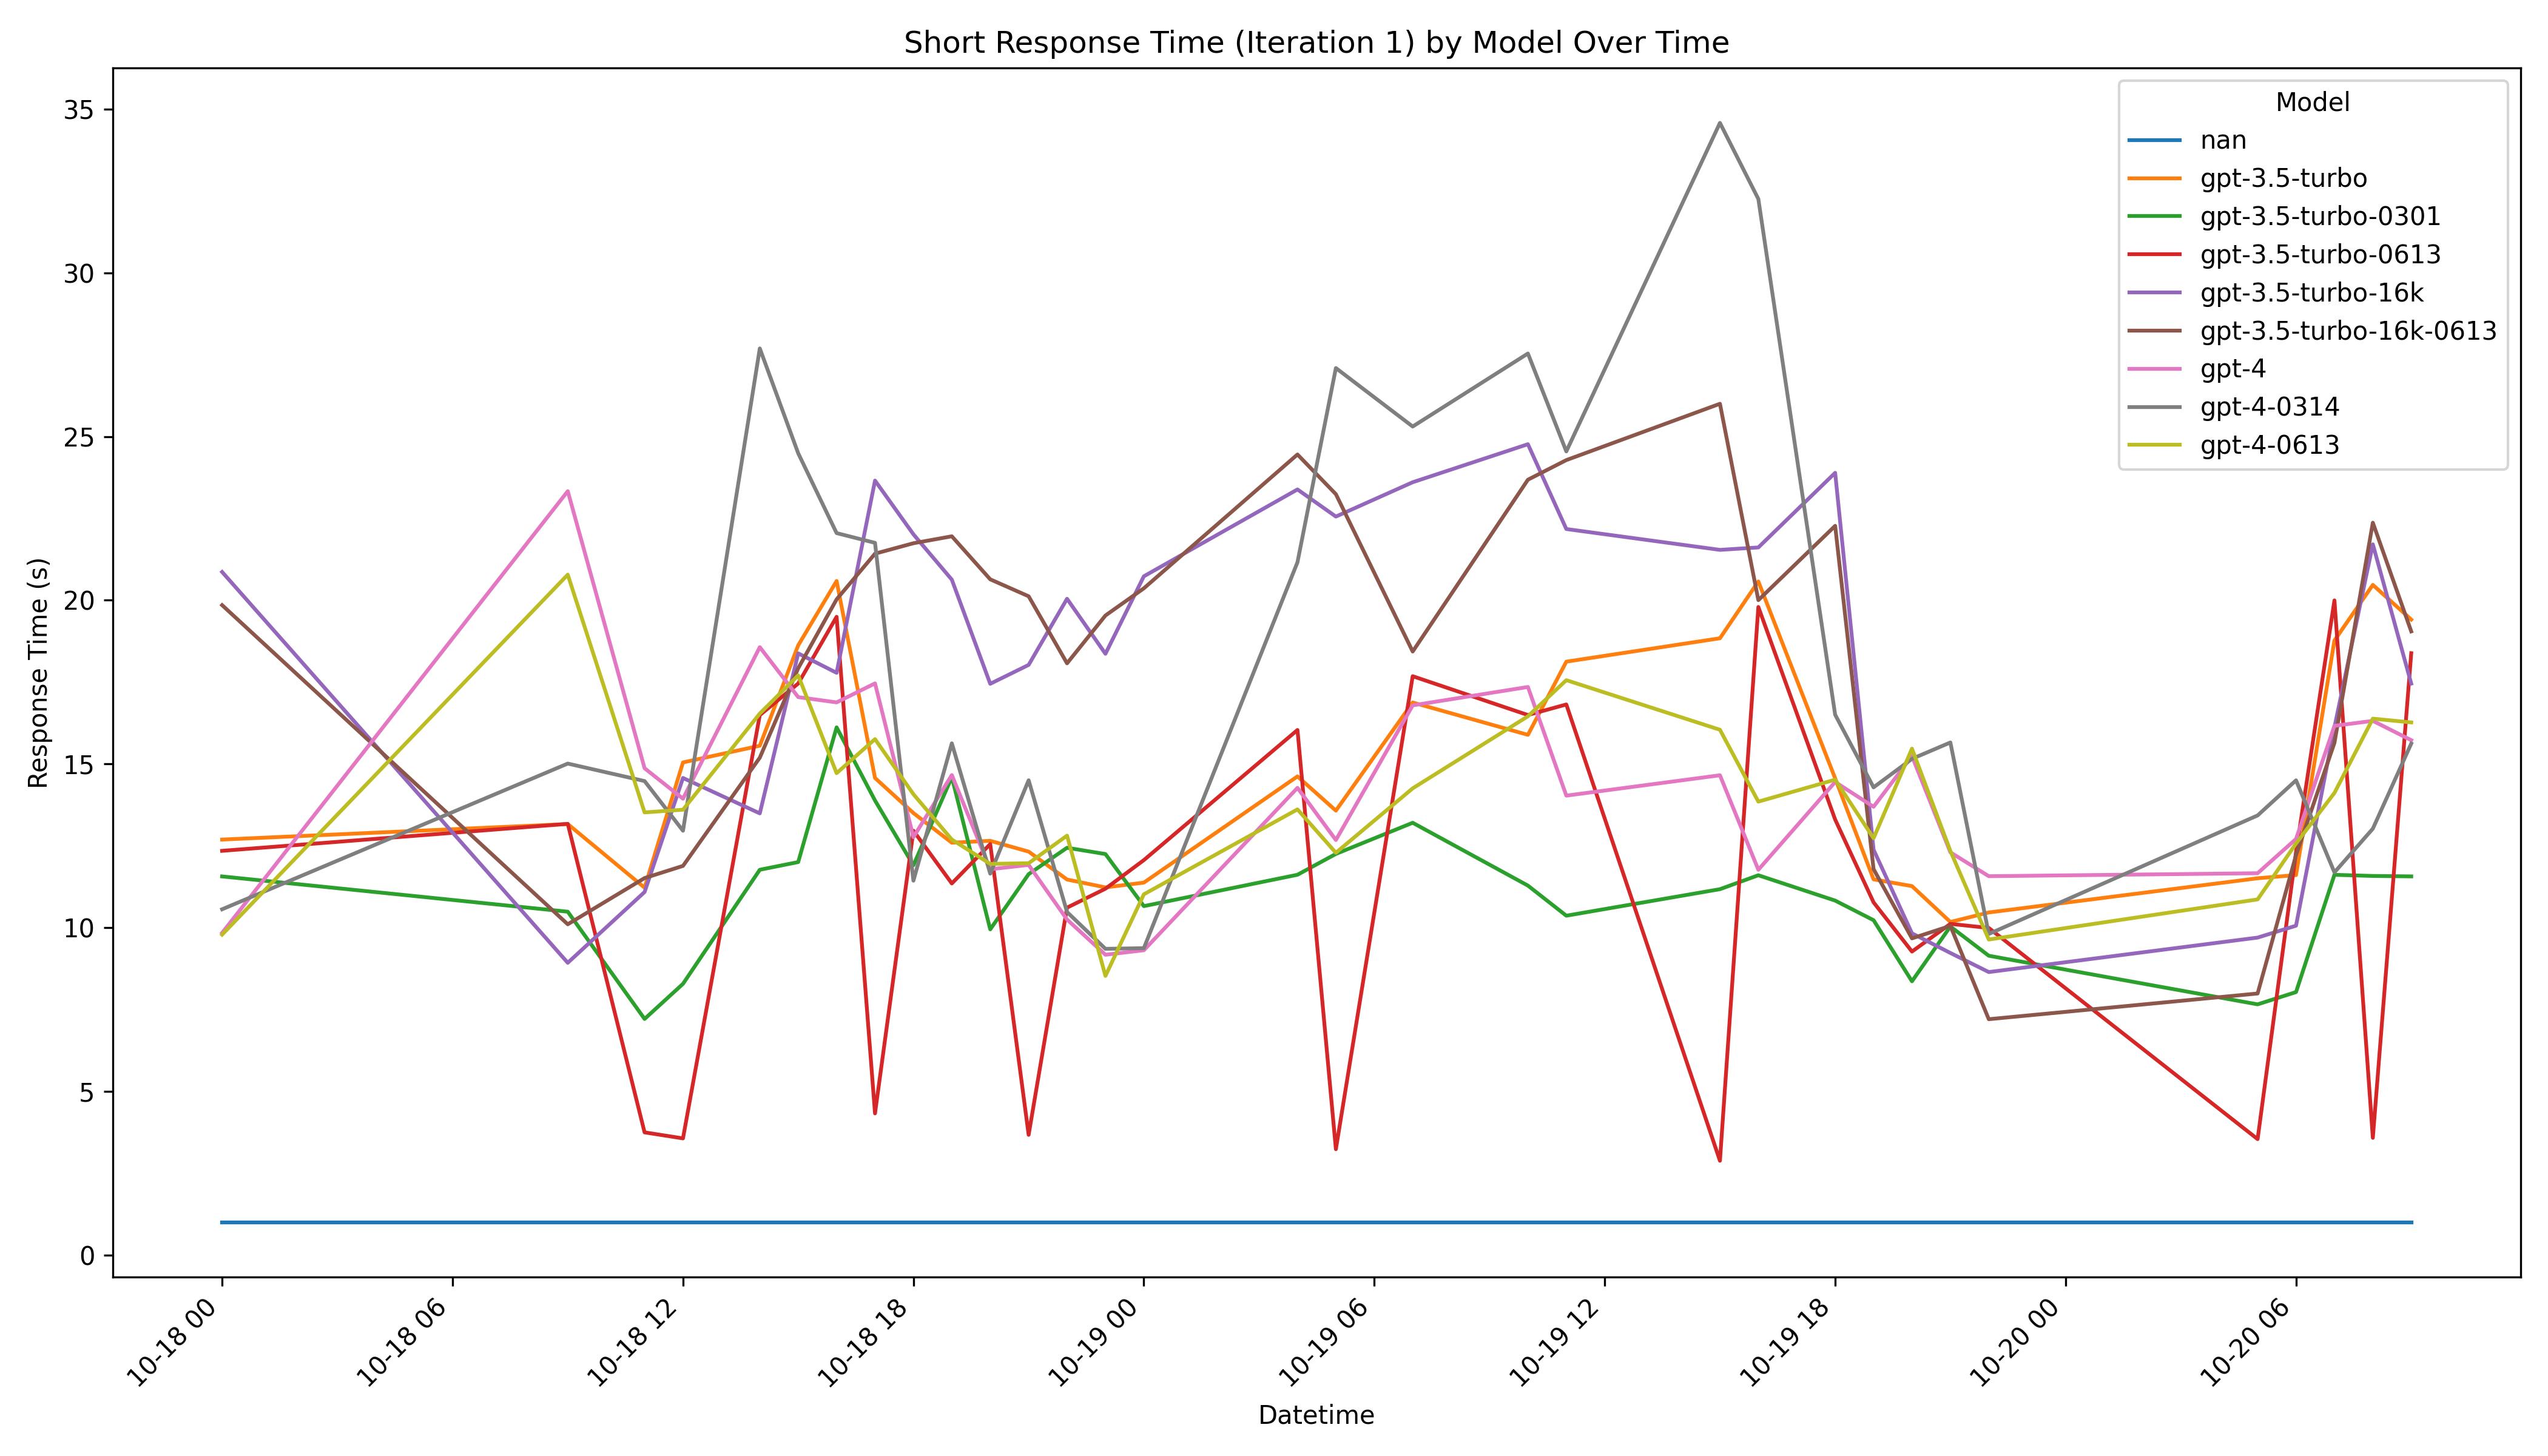 Short Response Time (Iteration 1) by Model Over Time
Model
nan
gpt-3.5-turbo
gpt-3.5-turbo-0301
gpt-3.5-turbo-0613
gpt-3.5-turbo-16k
gpt-3.5-turbo-16k-0613
gpt-4
gpt-4-0314
gpt-4-0613
Response Time (s)
35
30
25
20
15
10
5
0
10-18 00
10-18 06
10-18 12
10-18 18
10-19 00
10-19 06
10-19 12
10-19 18
10-20 00
10-20 06
Datetime